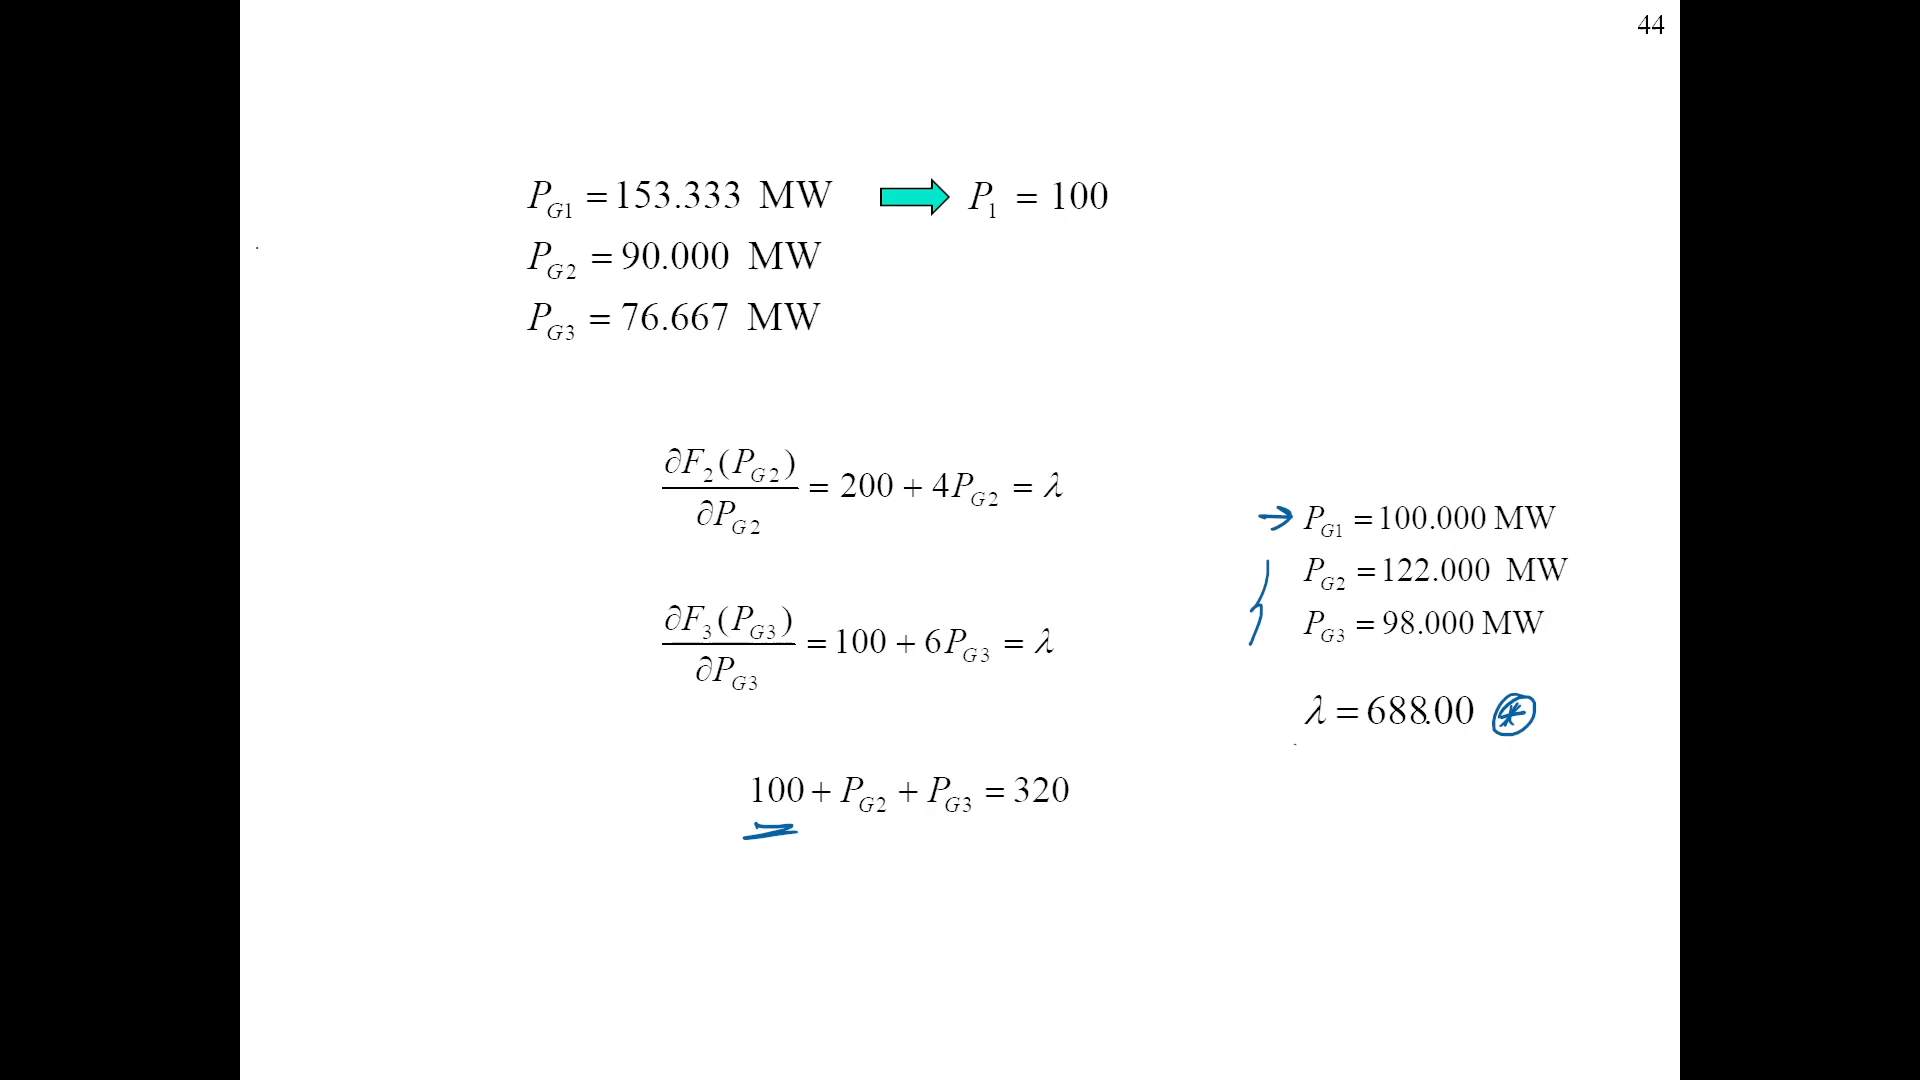 44
P_G1 = 153.333 MW P_1 = 100
P_G2 = 90.000 MW
P_G3 = 76.667 MW
∂F_2(P_G2) / ∂P_G2 = 200 + 4P_G2 = λ
∂F_3(P_G3) / ∂P_G3 = 100 + 6P_G3 = λ
100 + P_G2 + P_G3 = 320
→ P_G1 = 100.000 MW
P_G2 = 122.000 MW
P_G3 = 98.000 MW
λ = 688.00 *